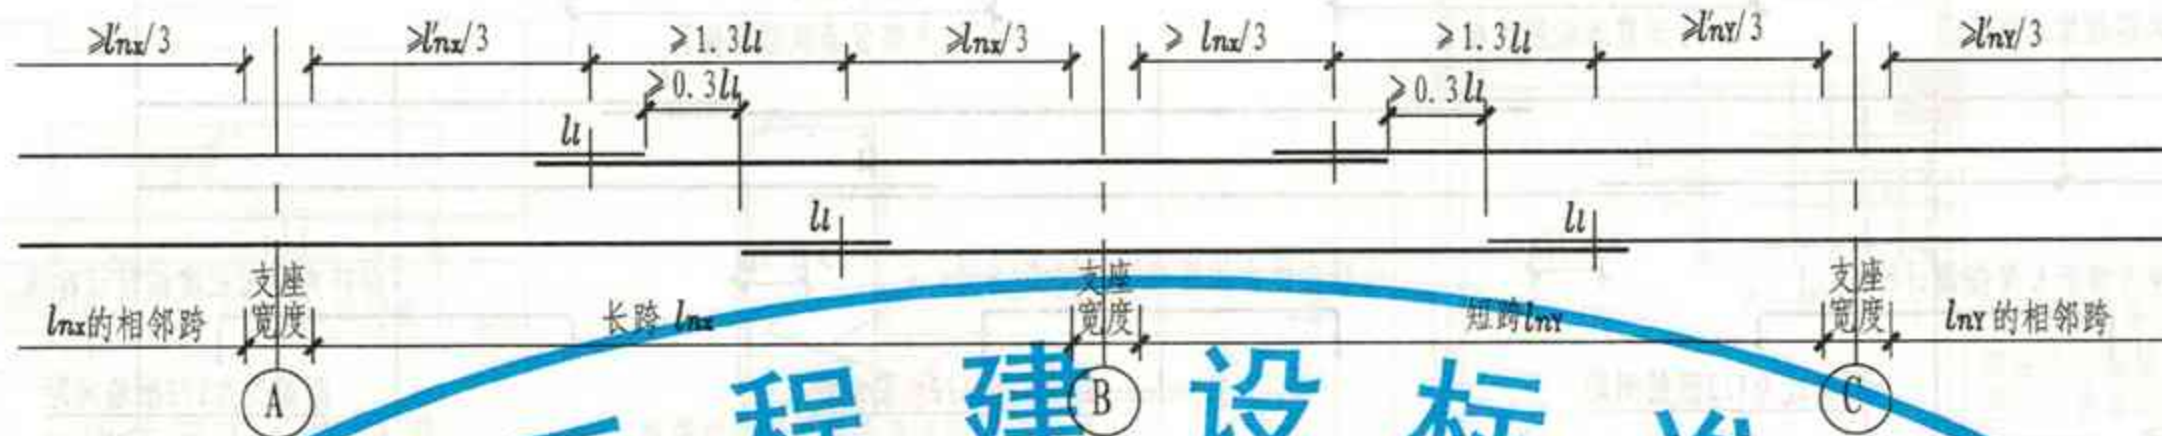 ≥l'nx/3 ≥l'nx/3 ≥1.3ll ≥lnx/3 ≥ lnx/3 ≥1.3ll ≥l'nY/3 ≥l'nY/3
≥0.3ll ≥0.3ll
ll
ll ll
支座 支座 支座
lnx的相邻跨 宽度 长跨 lnx 宽度 短跨lnY 宽度 lnY的相邻跨
A B C
程 建 设 标